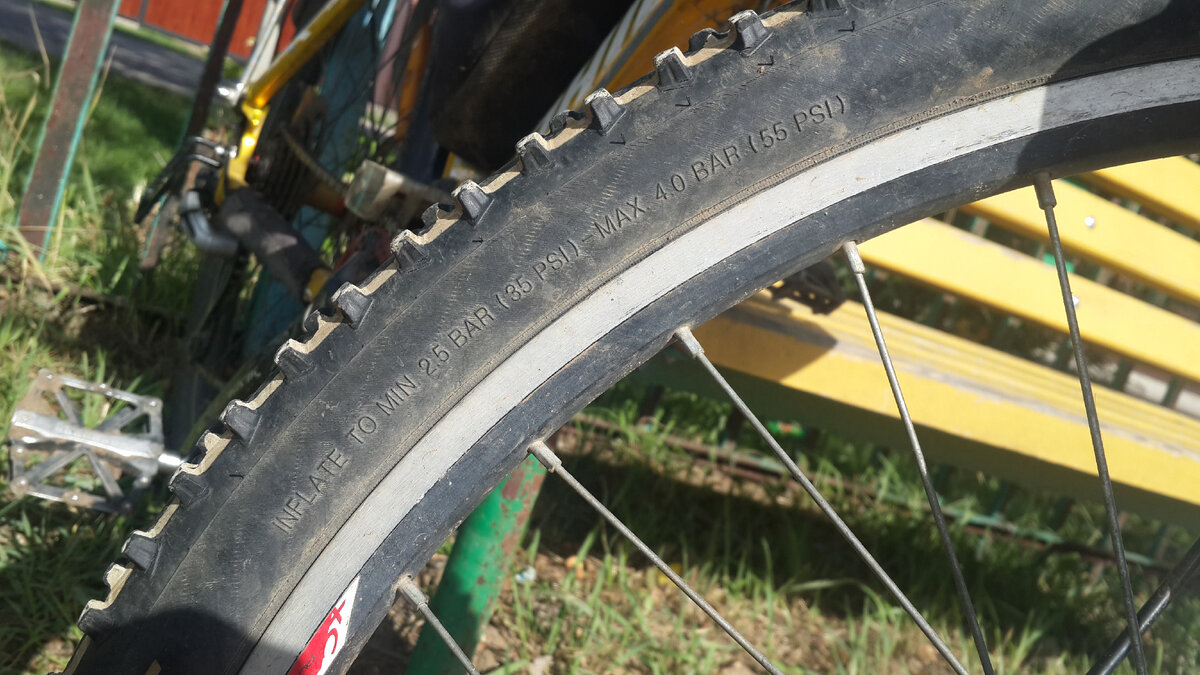 INFLATE TO MIN 2.5 BAR (35 PSI) - MAX 4.0 BAR (55 PSI)